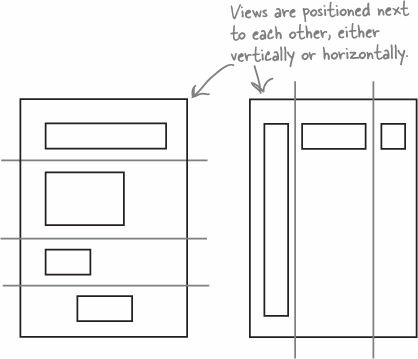 Views are positioned next
to each other, either
vertically or horizontally.